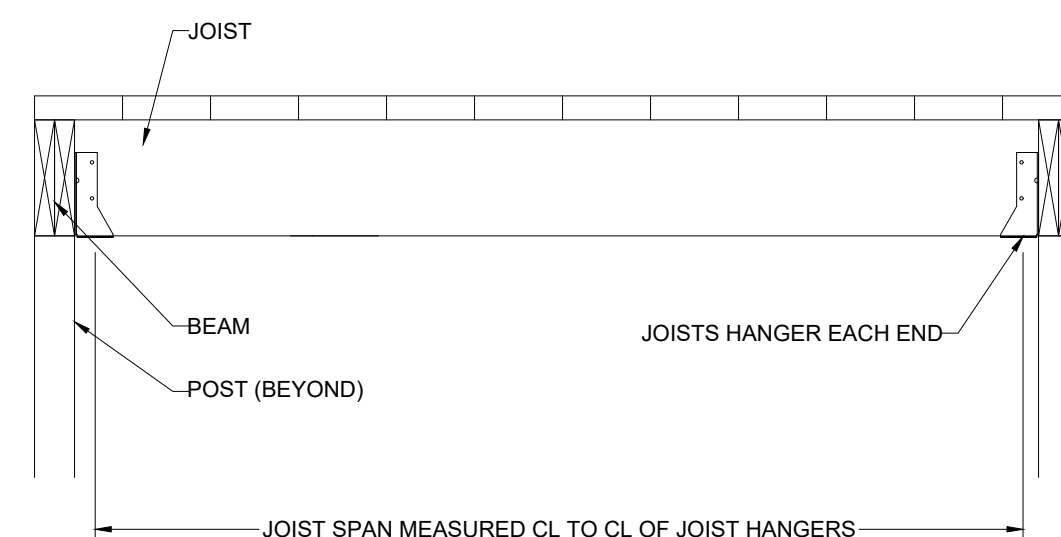 JOIST
BEAM
JOISTS HANGER EACH END
POST (BEYOND)
JOIST SPAN MEASURED CL TO CL OF JOIST HANGERS